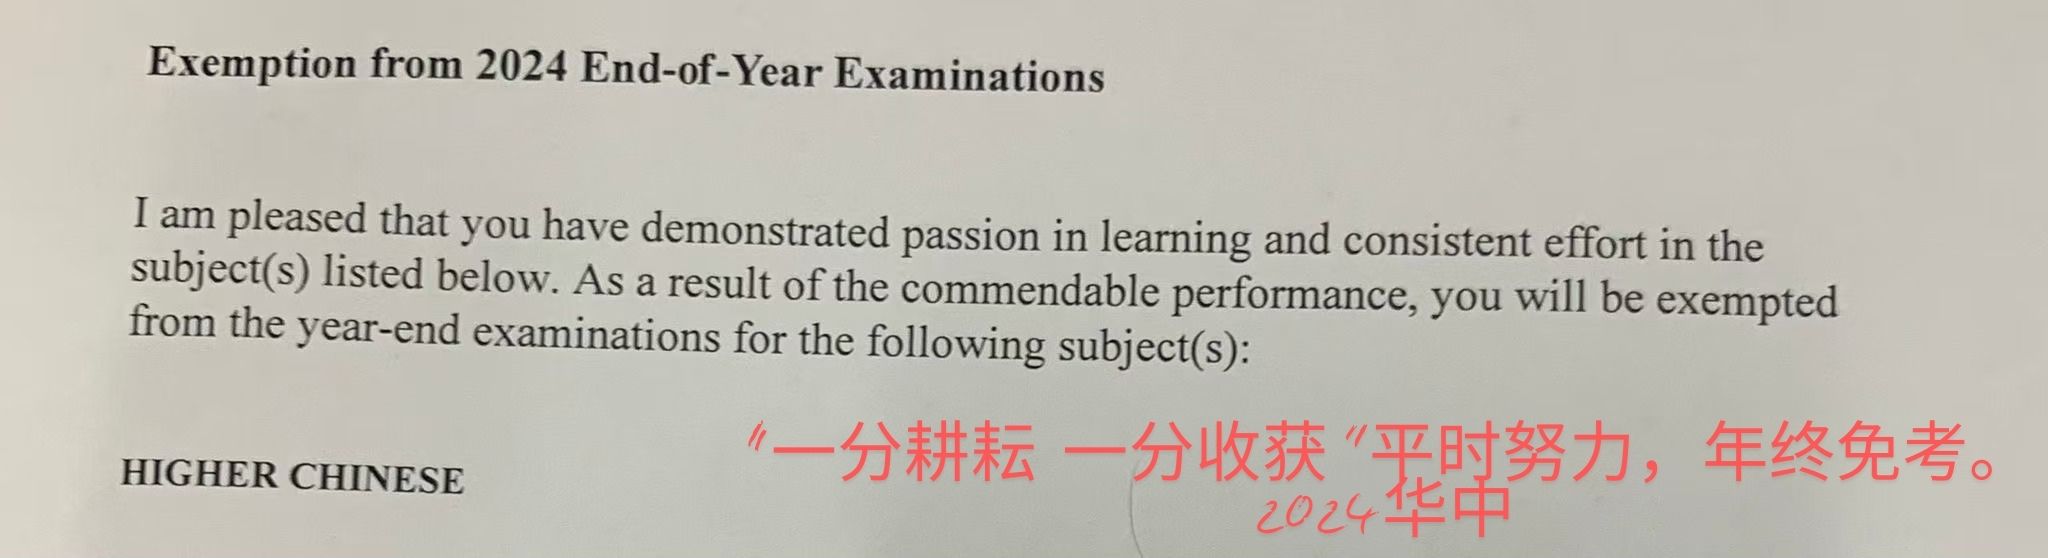 Exemption from 2024 End-of-Year Examinations
I am pleased that you have demonstrated passion in learning and consistent effort in the
subject(s) listed below. As a result of the commendable performance, you will be exempted
from the year-end examinations for the following subject(s):
HIGHER CHINESE
"一分耕耘 一分收获"平时努力，年终免考。
2024华中